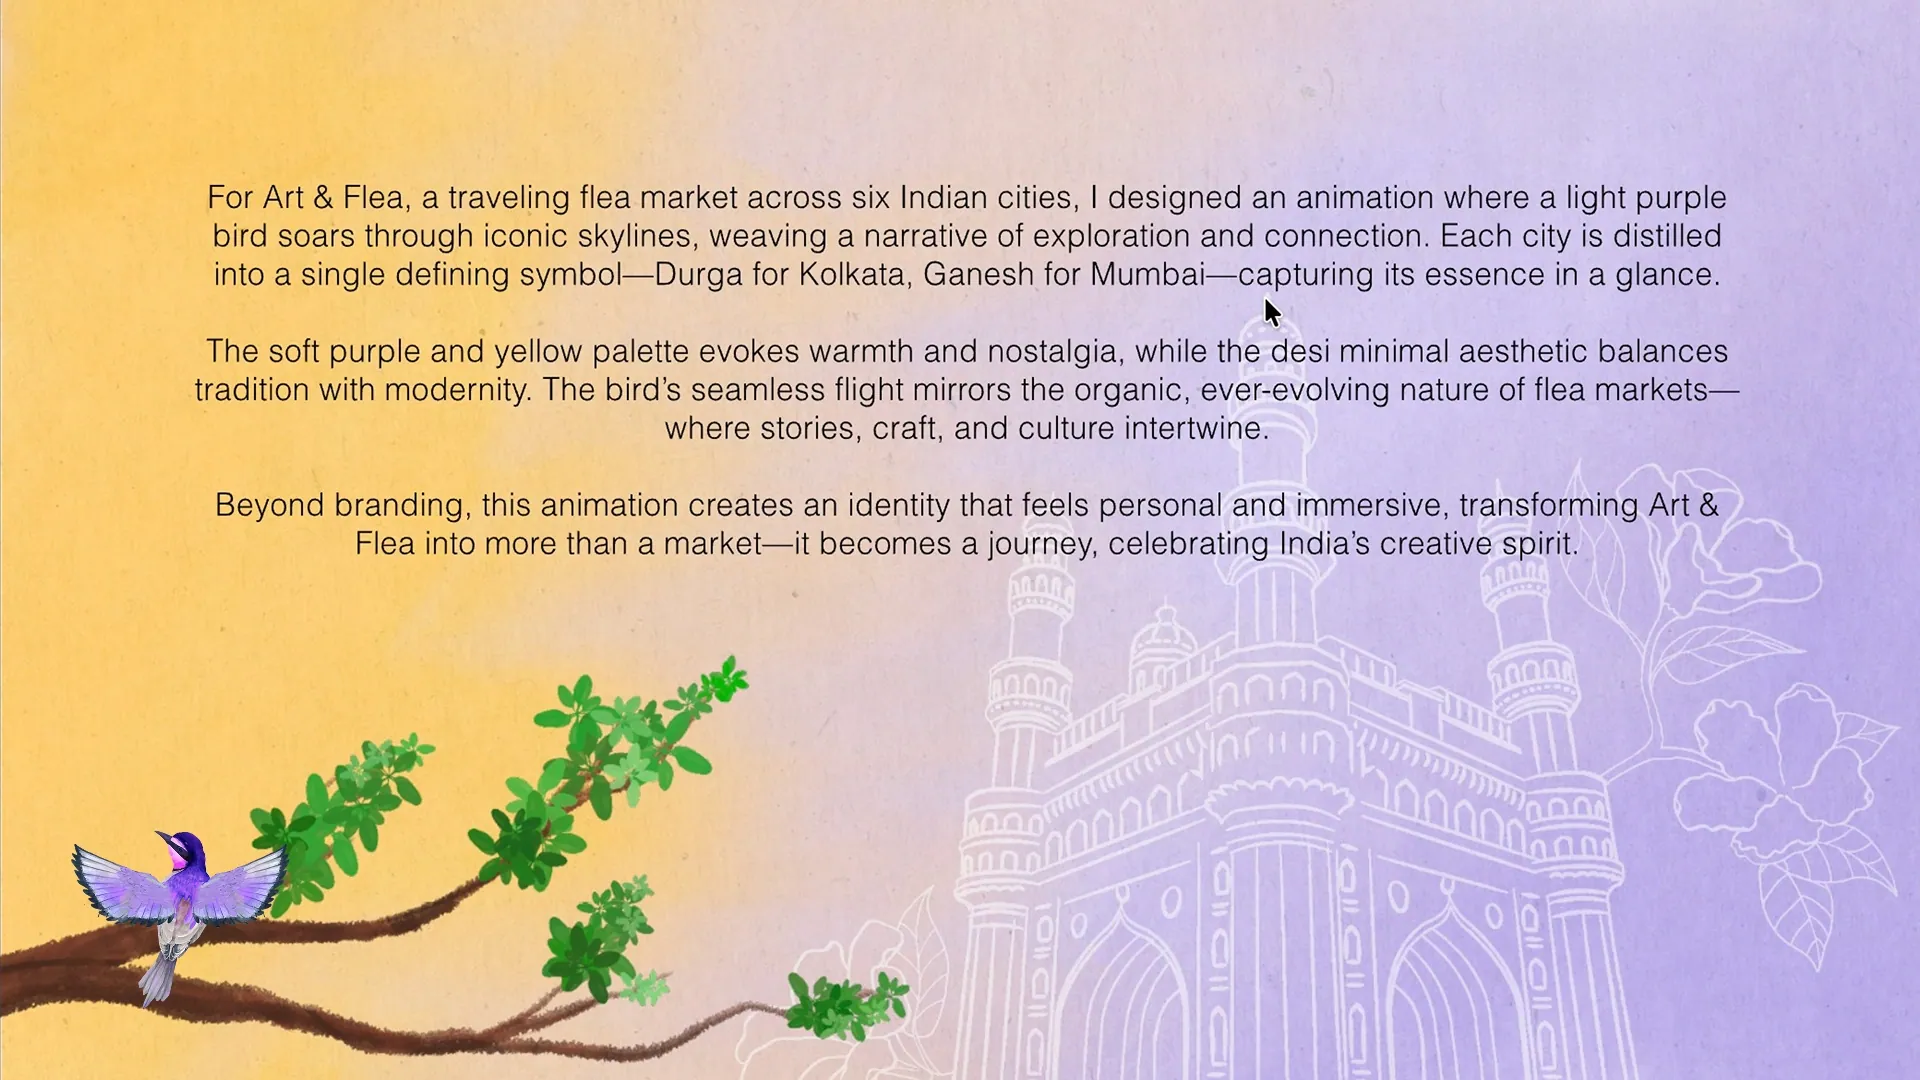 For Art & Flea, a traveling flea market across six Indian cities, I designed an animation where a light purple
bird soars through iconic skylines, weaving a narrative of exploration and connection. Each city is distilled
into a single defining symbol—Durga for Kolkata, Ganesh for Mumbai—capturing its essence in a glance.
The soft purple and yellow palette evokes warmth and nostalgia, while the desi minimal aesthetic balances
tradition with modernity. The bird’s seamless flight mirrors the organic, ever-evolving nature of flea markets—
where stories, craft, and culture intertwine.
Beyond branding, this animation creates an identity that feels personal and immersive, transforming Art &
Flea into more than a market—it becomes a journey, celebrating India’s creative spirit.